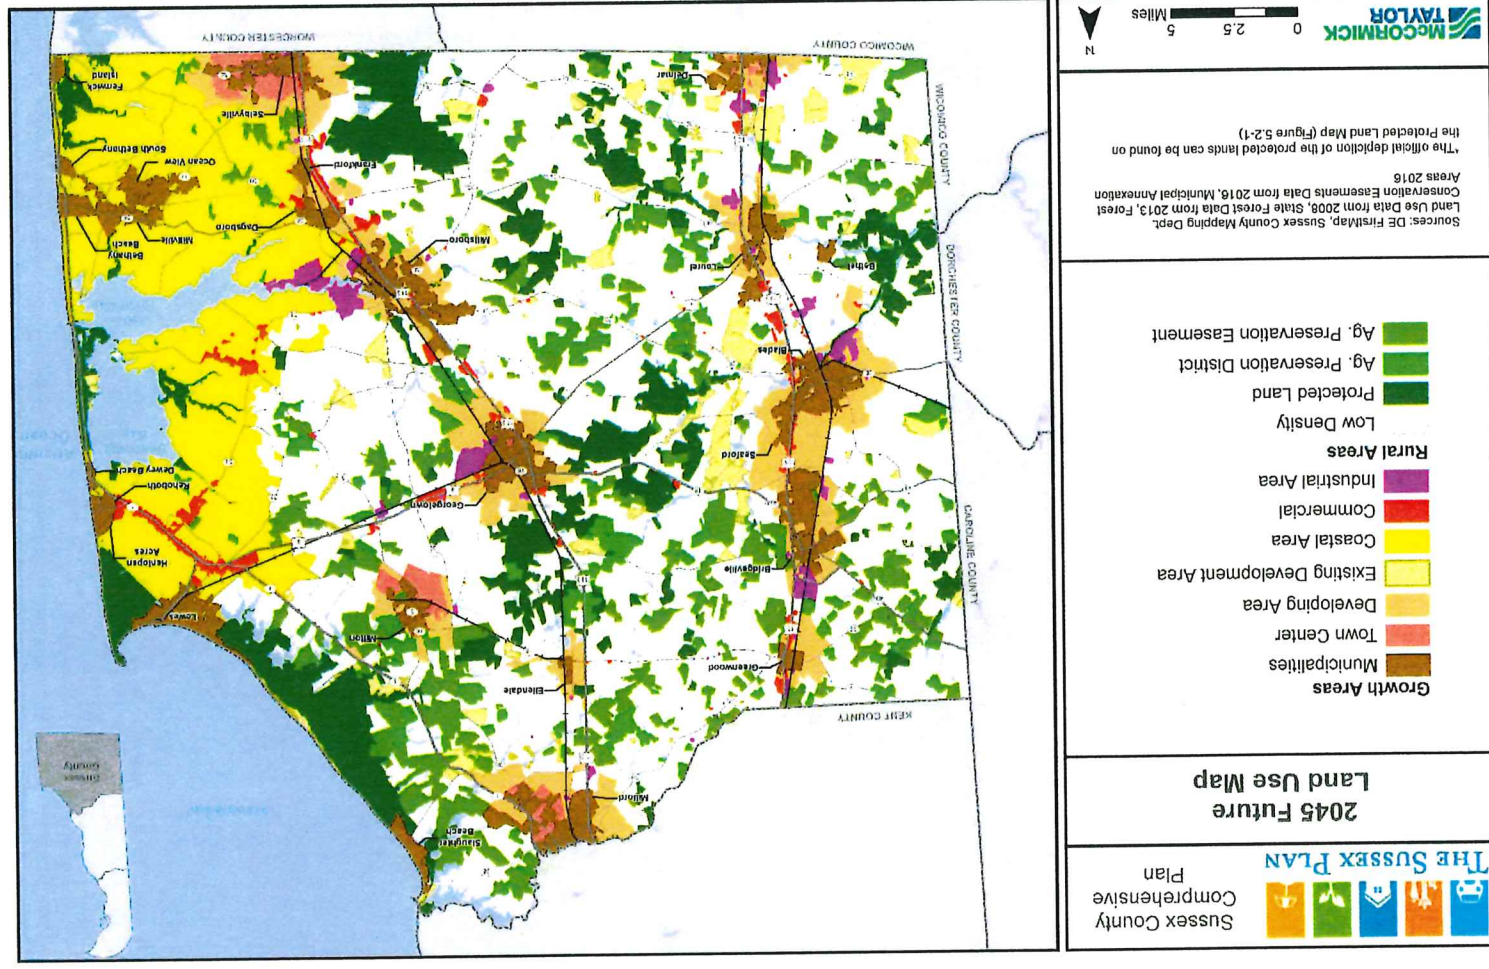 THE SUSSEX PLAN
Sussex County
Comprehensive
Plan
2045 Future
Land Use Map
Growth Areas
Municipalities
Town Center
Developing Area
Existing Development Area
Coastal Area
Commercial
Industrial Area
Rural Areas
Low Density
Protected Land
Ag. Preservation District
Ag. Preservation Easement
Sources: DE FirstMap, Sussex County Mapping Dept.
Land Use Data from 2008, State Forest Data from 2013, Forest
Conservation Easements Data from 2016, Municipal Annexation
Areas 2016
*The official depiction of the protected lands can be found on
the Protected Land Map (Figure 5.2-1)
McCORMICK
TAYLOR
0 2.5 5
Miles
N
Sussex
County
KENT COUNTY
CAROLINE COUNTY
DORCHESTER COUNTY
WICOMICO COUNTY
WICOMICO COUNTY
WORCESTER COUNTY
Slaughter
Beach
Milford
Ellendale
Greenwood
Milton
Lewes
Bridgeville
Henlopen
Acres
Georgetown
Rehoboth
Dewey Beach
Seaford
Blades
Bethel
Laurel
Millsboro
Dagsboro
Millville
Bethany
Beach
Frankford
Ocean View
South Bethany
Selbyville
Delmar
Fenwick
Island